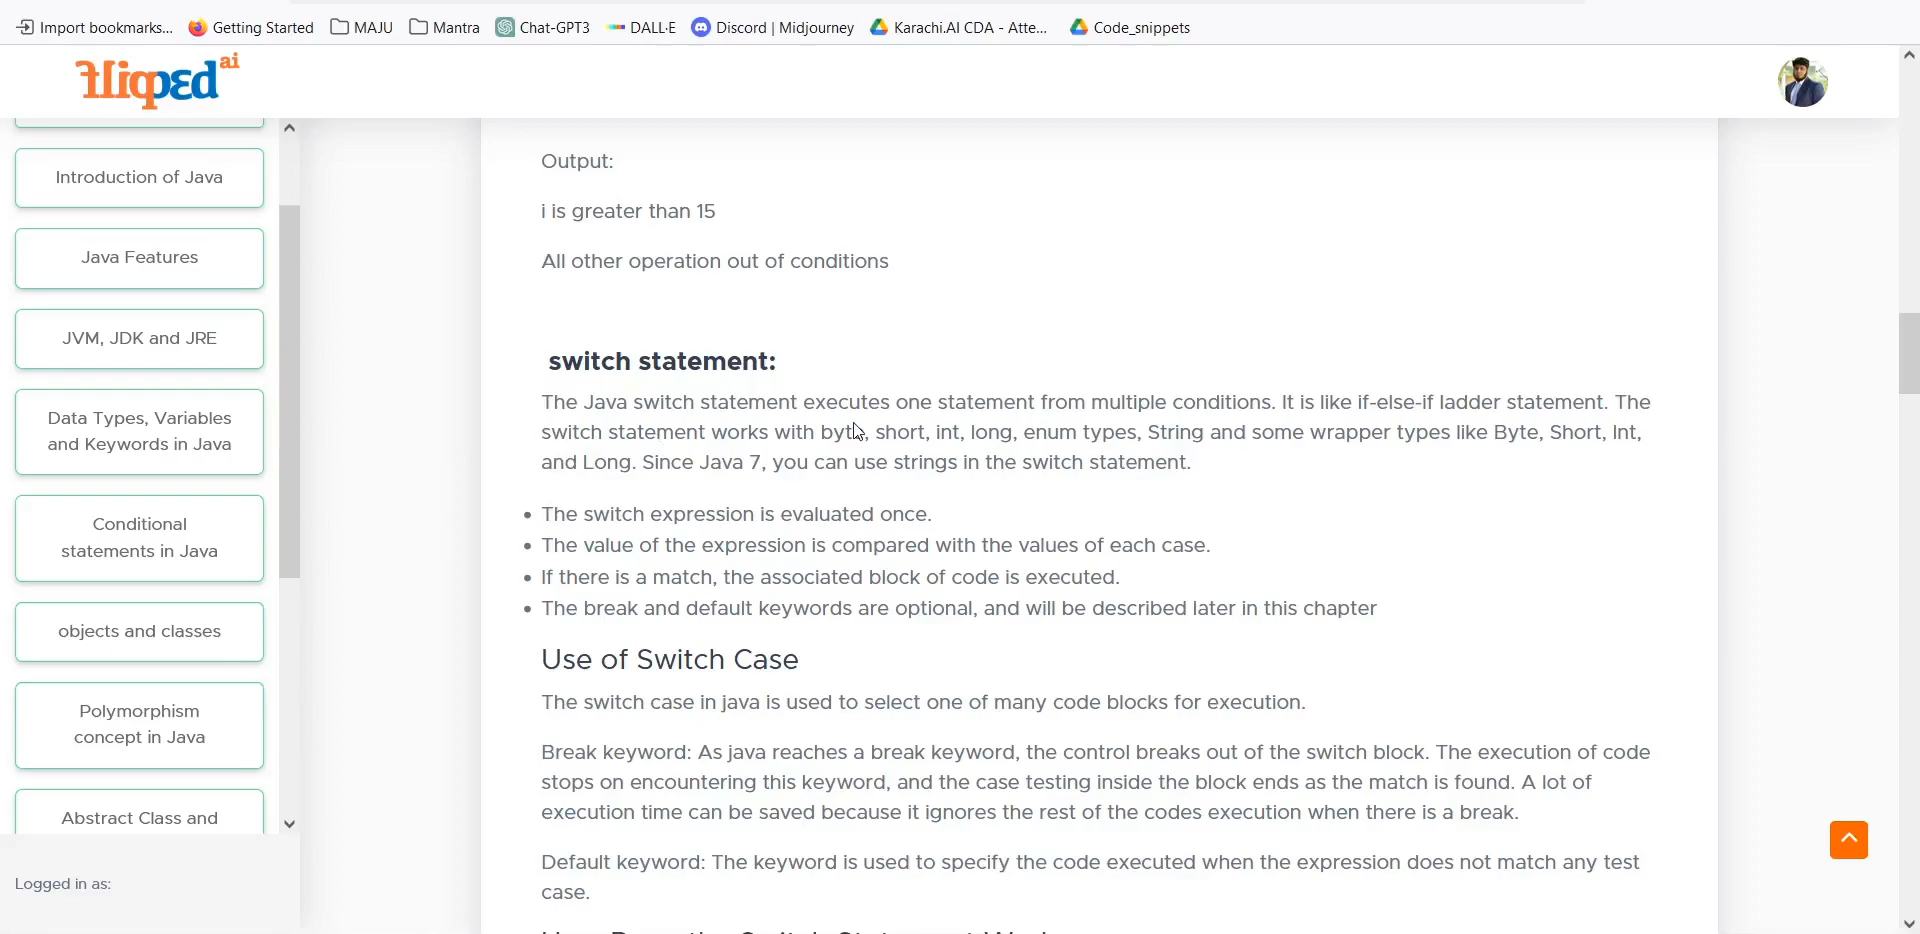 Import bookmarks... Getting Started MAJU Mantra Chat-GPT3 DALL·E Discord | Midjourney Karachi.AI CDA - Atte... Code_snippets
flipped ai
Introduction of Java
Java Features
JVM, JDK and JRE
Data Types, Variables
and Keywords in Java
Conditional
statements in Java
objects and classes
Polymorphism
concept in Java
Abstract Class and
Logged in as:
Output:
i is greater than 15
All other operation out of conditions
switch statement:
The Java switch statement executes one statement from multiple conditions. It is like if-else-if ladder statement. The
switch statement works with byte, short, int, long, enum types, String and some wrapper types like Byte, Short, Int,
and Long. Since Java 7, you can use strings in the switch statement.
• The switch expression is evaluated once.
• The value of the expression is compared with the values of each case.
• If there is a match, the associated block of code is executed.
• The break and default keywords are optional, and will be described later in this chapter
Use of Switch Case
The switch case in java is used to select one of many code blocks for execution.
Break keyword: As java reaches a break keyword, the control breaks out of the switch block. The execution of code
stops on encountering this keyword, and the case testing inside the block ends as the match is found. A lot of
execution time can be saved because it ignores the rest of the codes execution when there is a break.
Default keyword: The keyword is used to specify the code executed when the expression does not match any test
case.